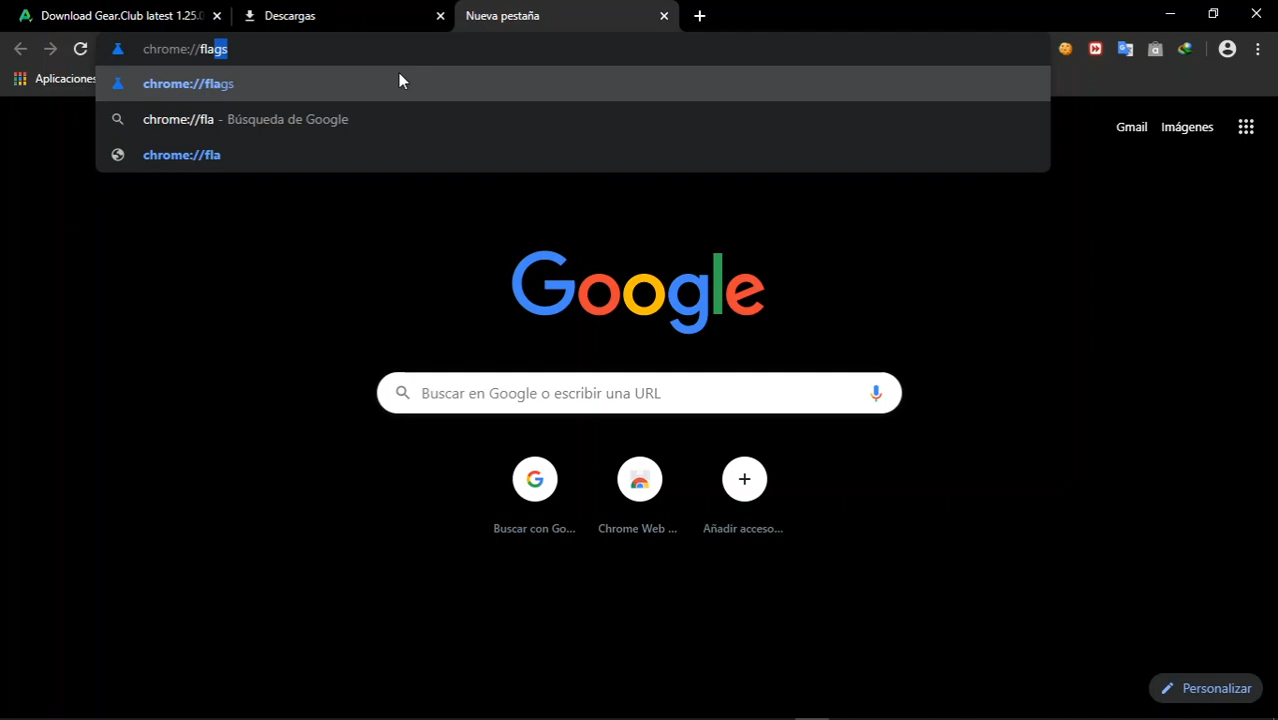 Download Gear.Club latest 1.25.0
Descargas
Nueva pestaña
chrome://flags
Aplicaciones
chrome://flags
chrome://fla - Búsqueda de Google
chrome://fla
Gmail Imágenes
Google
Buscar en Google o escribir una URL
Buscar con Go... Chrome Web ... Añadir acceso...
Personalizar